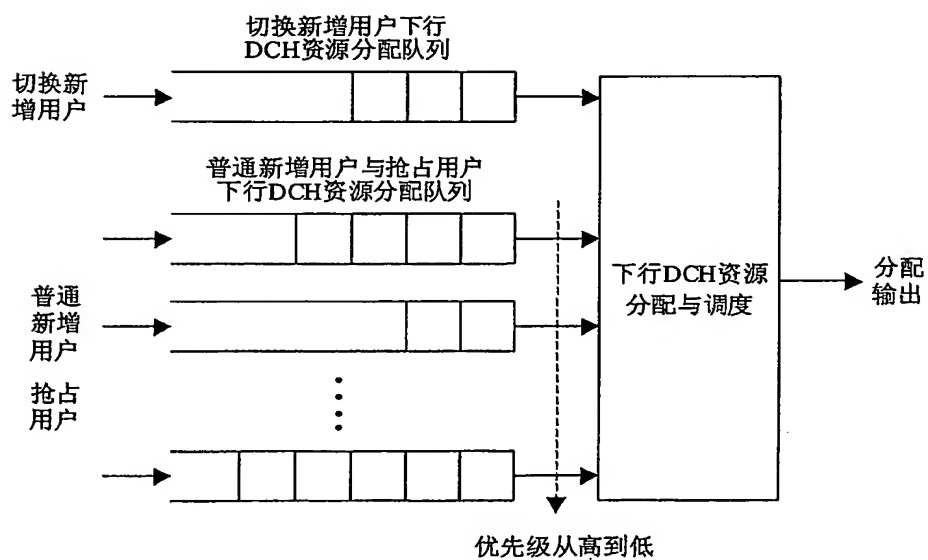 切换新增用户下行
DCH资源分配队列
切换新
增用户
普通新增用户与抢占用户
下行DCH资源分配队列
普通
新增
用户
抢占
用户
下行DCH资源
分配与调度
分配
输出
优先级从高到低